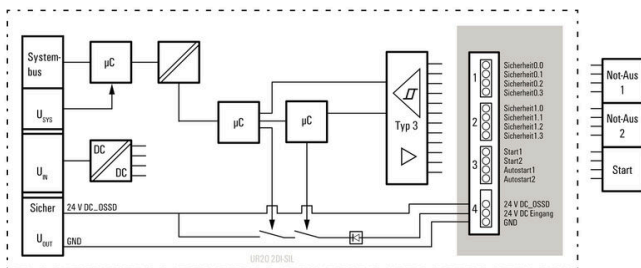 System-
bus
U SYS
U IN
Sicher
U OUT
µC
DC
DC
µC
µC
Typ 3
24 V DC_OSSD
GND
1
Sicherheit0.0
Sicherheit0.1
Sicherheit0.2
Sicherheit0.3
2
Sicherheit1.0
Sicherheit1.1
Sicherheit1.2
Sicherheit1.3
3
Start1
Start2
Autostart1
Autostart2
4
24 V DC_OSSD
24 V DC Eingang
GND
Not-Aus
1
Not-Aus
2
Start
UR20 2DI-SIL